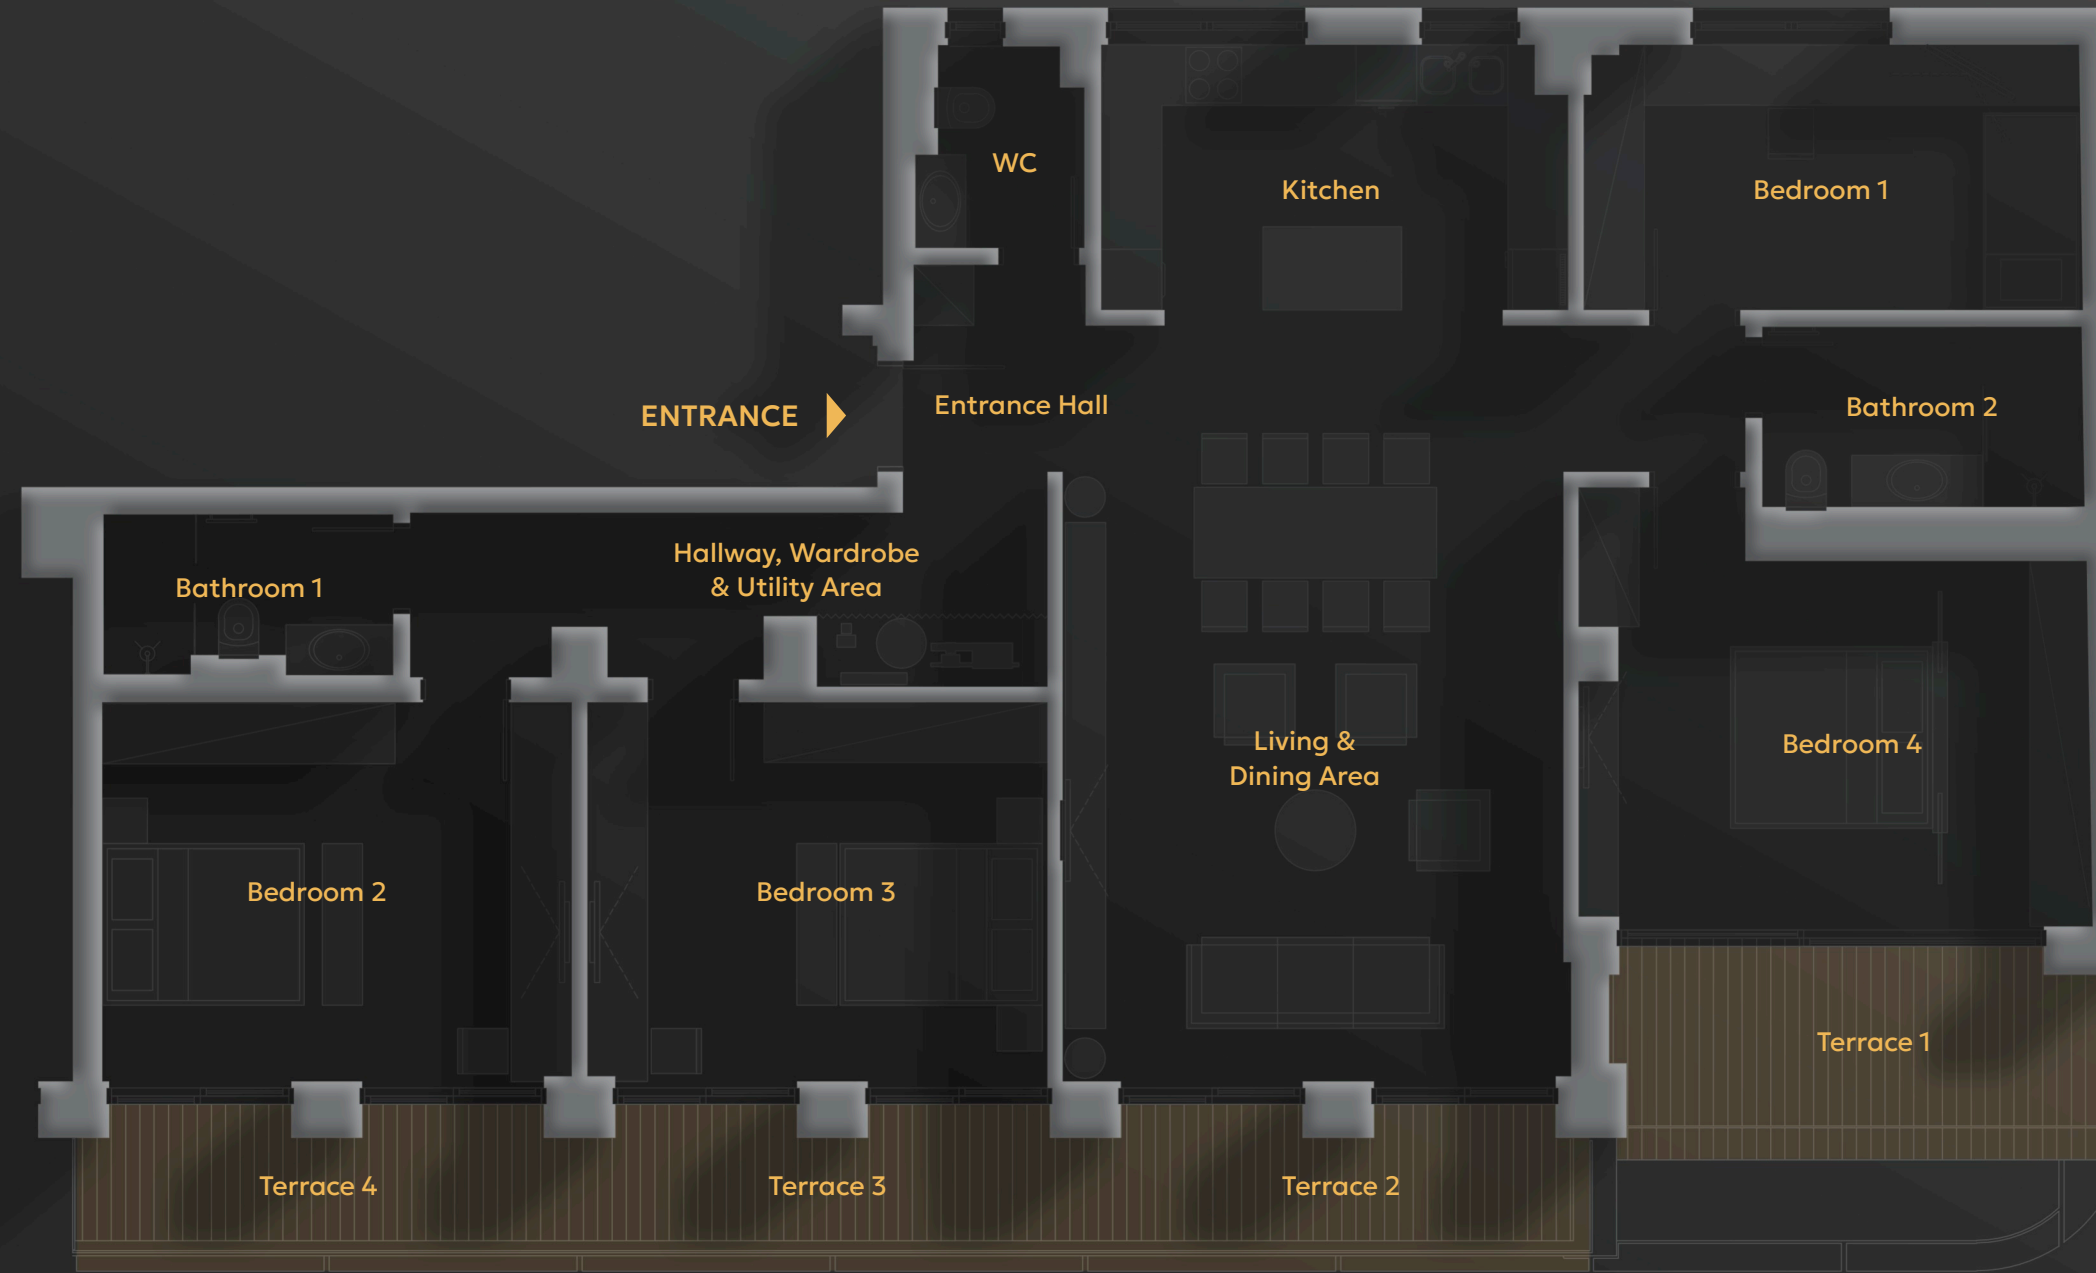 WC
Kitchen
Bedroom 1
ENTRANCE
Entrance Hall
Bathroom 2
Hallway, Wardrobe
& Utility Area
Bathroom 1
Living &
Dining Area
Bedroom 4
Bedroom 2
Bedroom 3
Terrace 1
Terrace 4
Terrace 3
Terrace 2